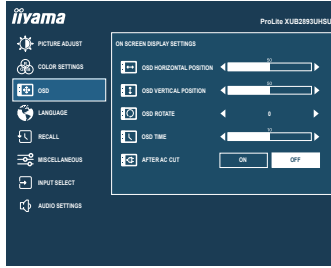 iiyama
ProLite XUB2893UHSU
PICTURE ADJUST
COLOR SETTINGS
OSD
LANGUAGE
RECALL
MISCELLANEOUS
INPUT SELECT
AUDIO SETTINGS
ON SCREEN DISPLAY SETTINGS
OSD HORIZONTAL POSITION
50
OSD VERTICAL POSITION
50
OSD ROTATE
0
OSD TIME
10
AFTER AC CUT
ON
OFF